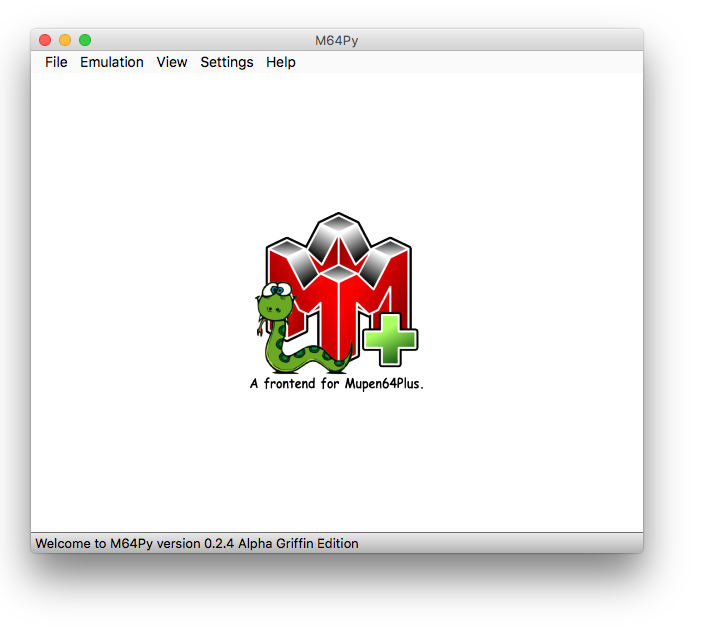 M64Py
File Emulation View Settings Help
A frontend for Mupen64Plus.
Welcome to M64Py version 0.2.4 Alpha Griffin Edition